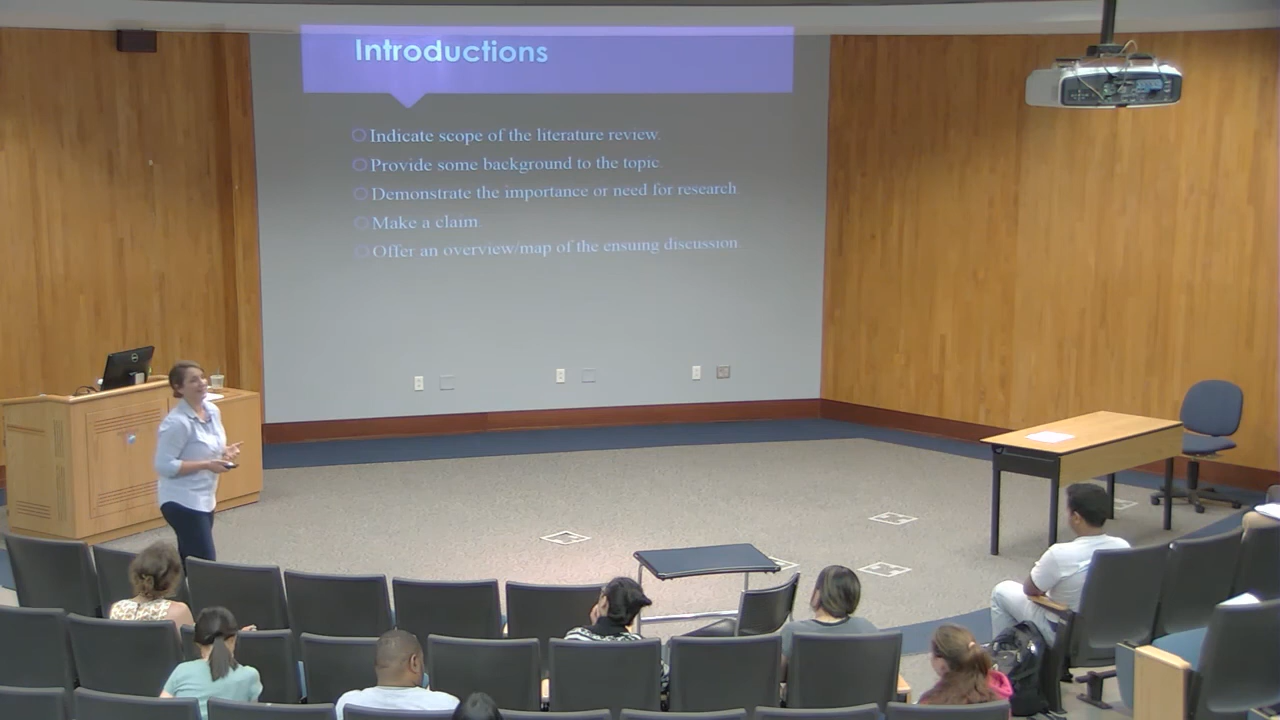 Introductions
Indicate scope of the literature review.
Provide some background to the topic.
Demonstrate the importance or need for research.
Make a claim.
Offer an overview/map of the ensuing discussion.